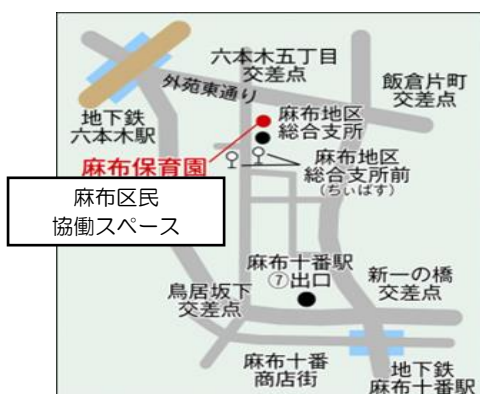 六本木五丁目
交差点
外苑東通り
飯倉片町
交差点
地下鉄
六本木駅
麻布地区
総合支所
麻布保育園
麻布地区
総合支所前
(ちぃばす)
麻布区民
協働スペース
麻布十番駅
⑦出口
新一の橋
交差点
鳥居坂下
交差点
麻布十番
商店街
地下鉄
麻布十番駅